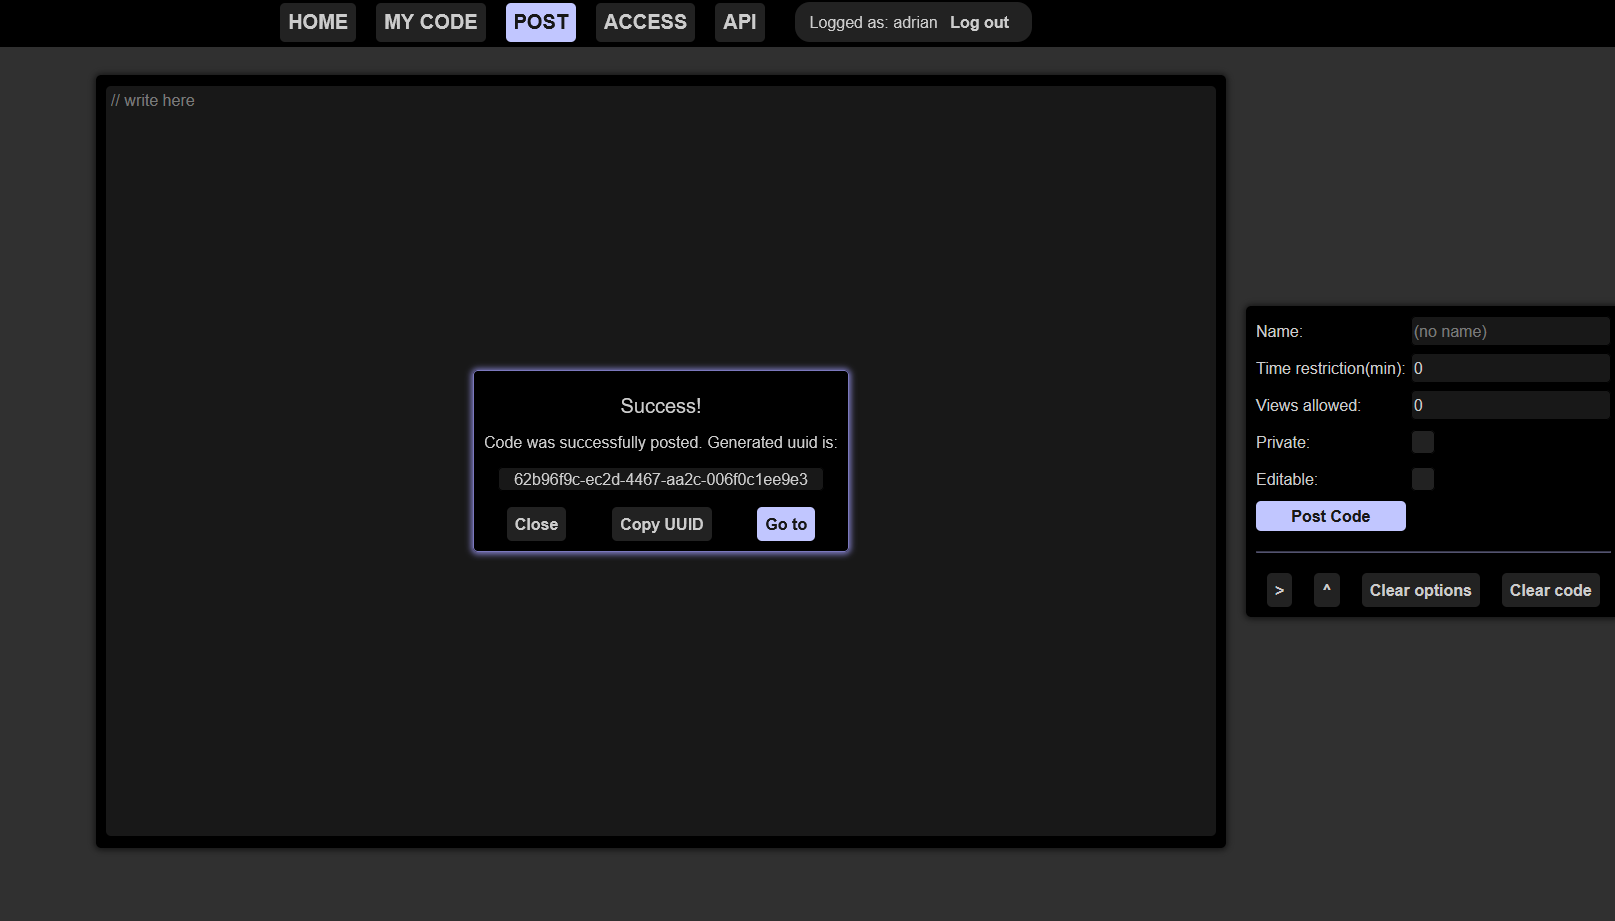 HOME MY CODE POST ACCESS API Logged as: adrian Log out
// write here
Success!
Code was successfully posted. Generated uuid is:
62b96f9c-ec2d-4467-aa2c-006f0c1ee9e3
Close Copy UUID Go to
Name: (no name)
Time restriction(min): 0
Views allowed: 0
Private:
Editable:
Post Code
> ^ Clear options Clear code